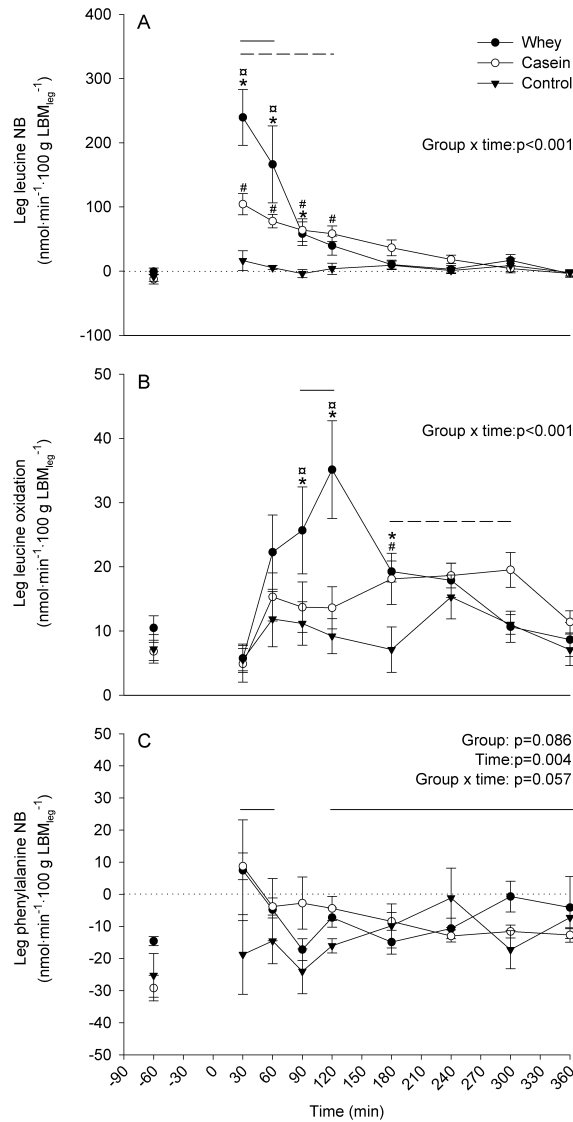 A
Whey
Casein
Control
Group x time:p<0.001
Leg leucine NB
(nmol·min⁻¹·100 g LBMₗₑg⁻¹)
400
300
200
100
0
-100
¤
*
¤
*
#
*
#
#
#
B
Group x time:p<0.001
Leg leucine oxidation
(nmol·min⁻¹·100 g LBMₗₑg⁻¹)
50
40
30
20
10
0
¤
*
¤
*
*
#
C
Group: p=0.086
Time:p=0.004
Group x time: p=0.057
Leg phenylalanine NB
(nmol·min⁻¹·100 g LBMₗₑg⁻¹)
50
40
30
20
10
0
-10
-20
-30
-40
-50
-90 -60 -30 0 30 60 90 120 150 180 210 240 270 300 330 360
Time (min)